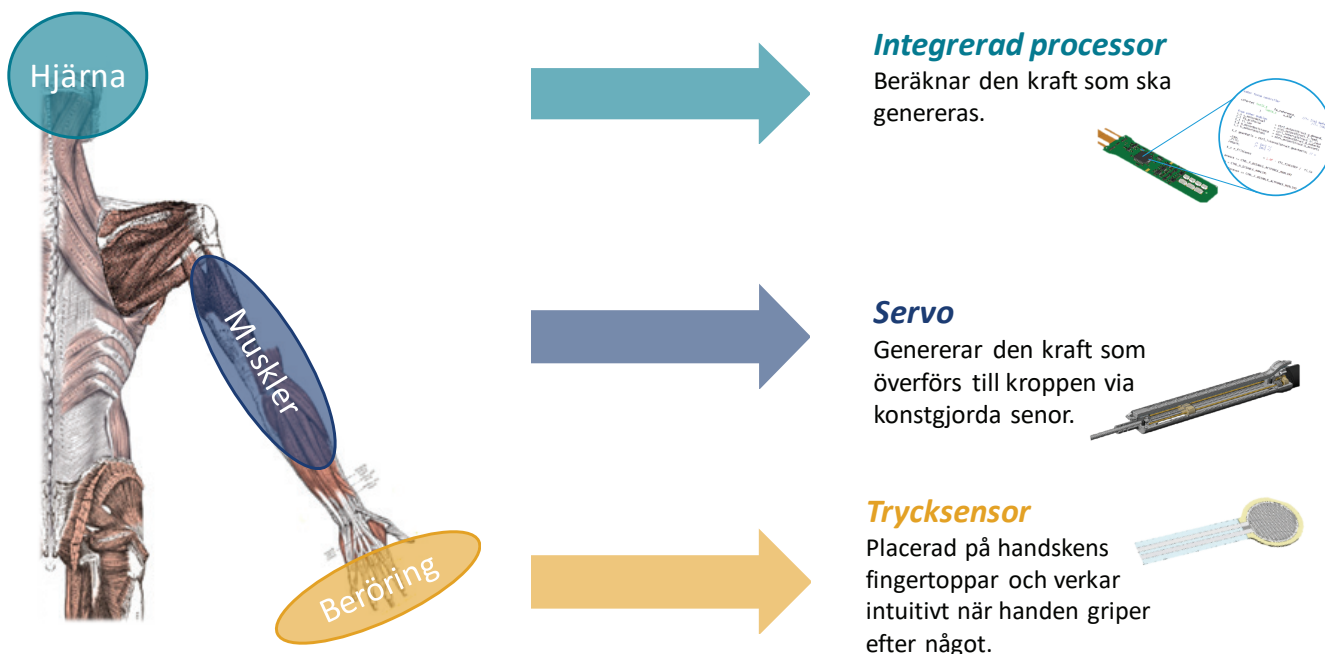 Hjärna
Integrerad processor
Beräknar den kraft som ska
genereras.
Muskler
Servo
Genererar den kraft som
överförs till kroppen via
konstgjorda senor.
Beröring
Trycksensor
Placerad på handskens
fingertoppar och verkar
intuitivt när handen griper
efter något.